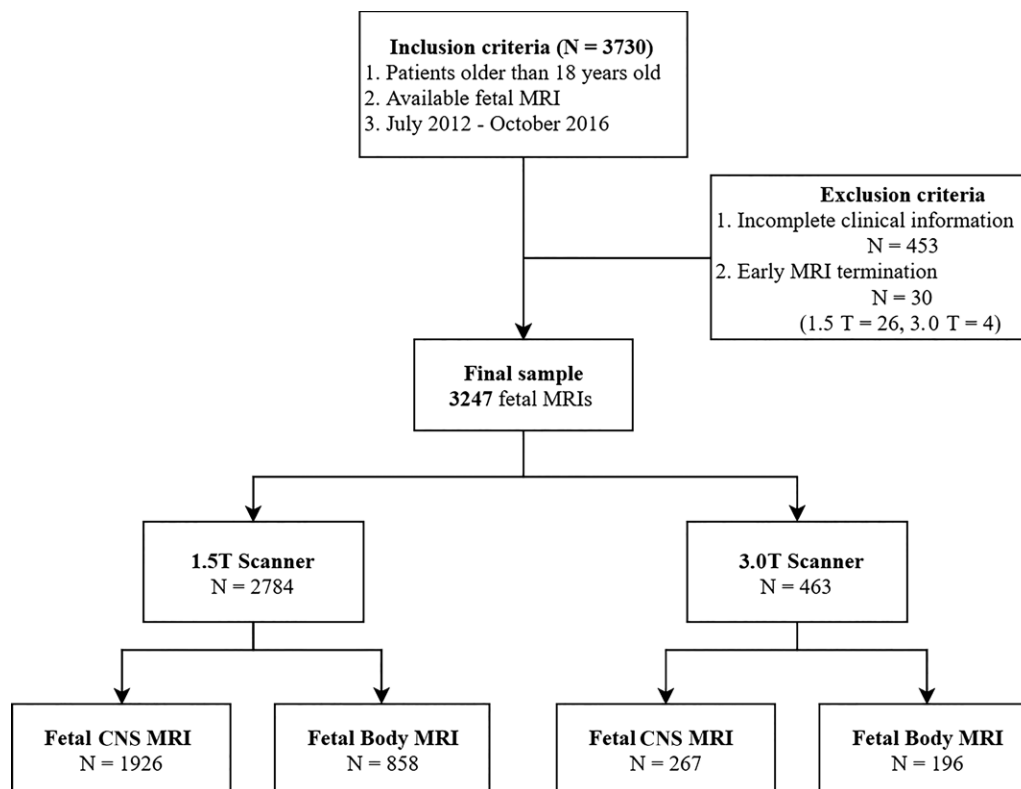 Inclusion criteria (N = 3730)
1. Patients older than 18 years old
2. Available fetal MRI
3. July 2012 - October 2016
Exclusion criteria
1. Incomplete clinical information
N = 453
2. Early MRI termination
N = 30
(1.5 T = 26, 3.0 T = 4)
Final sample
3247 fetal MRIs
1.5T Scanner
N = 2784
3.0T Scanner
N = 463
Fetal CNS MRI
N = 1926
Fetal Body MRI
N = 858
Fetal CNS MRI
N = 267
Fetal Body MRI
N = 196